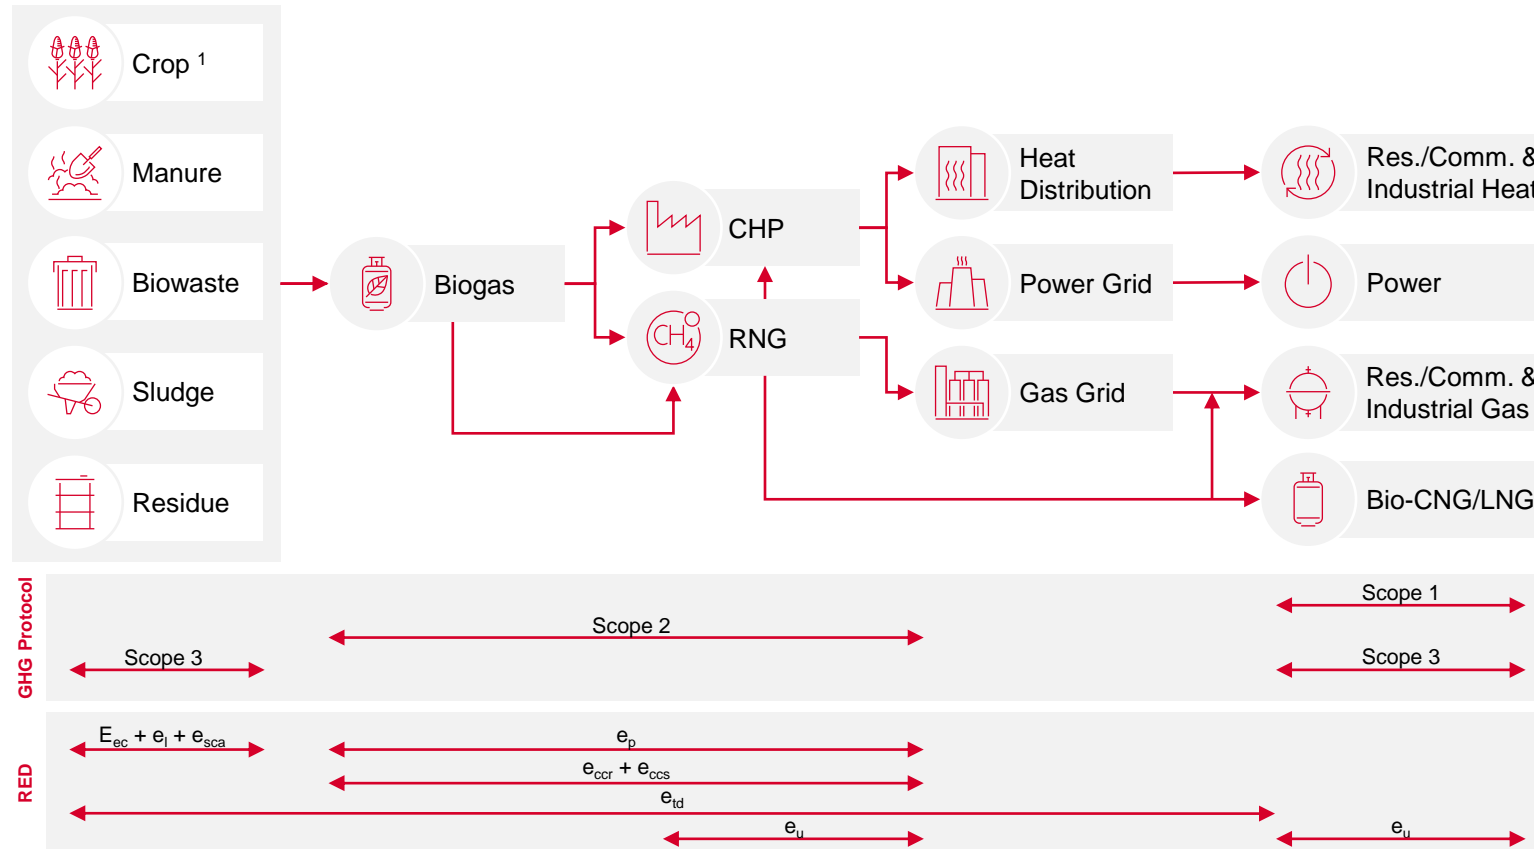 Crop 1
Manure
Biowaste
Sludge
Residue
Biogas
CHP
CH4
RNG
Heat
Distribution
Power Grid
Gas Grid
Res./Comm. &
Industrial Heat
Power
Res./Comm. &
Industrial Gas
Bio-CNG/LNG
GHG Protocol
Scope 1
Scope 2
Scope 3
Scope 3
RED
Eec + el + esca
ep
eccr + eccs
etd
eu
eu